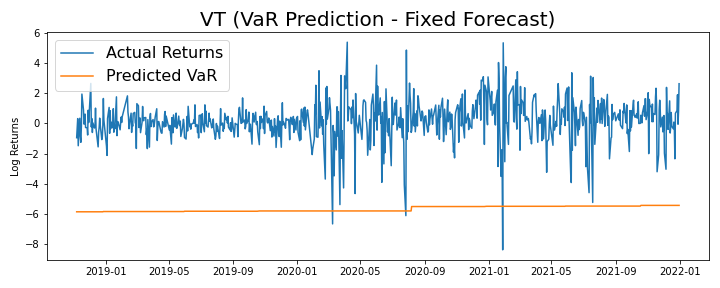 VT (VaR Prediction - Fixed Forecast)
Actual Returns
Predicted VaR
Log Returns
6
4
2
0
−2
−4
−6
−8
2019-01 2019-05 2019-09 2020-01 2020-05 2020-09 2021-01 2021-05 2021-09 2022-01